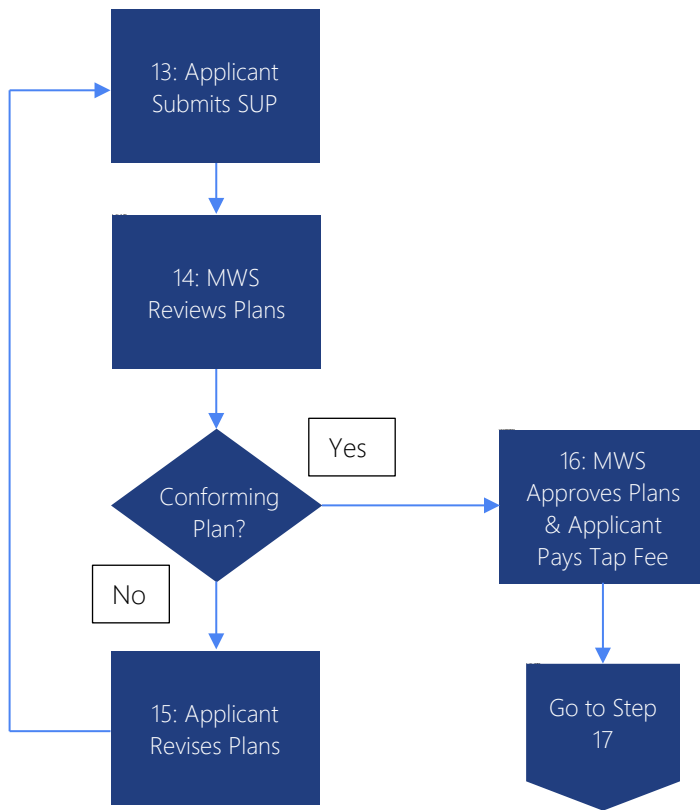 13: Applicant
Submits SUP
14: MWS
Reviews Plans
Conforming
Plan?
Yes
No
15: Applicant
Revises Plans
16: MWS
Approves Plans
& Applicant
Pays Tap Fee
Go to Step
17